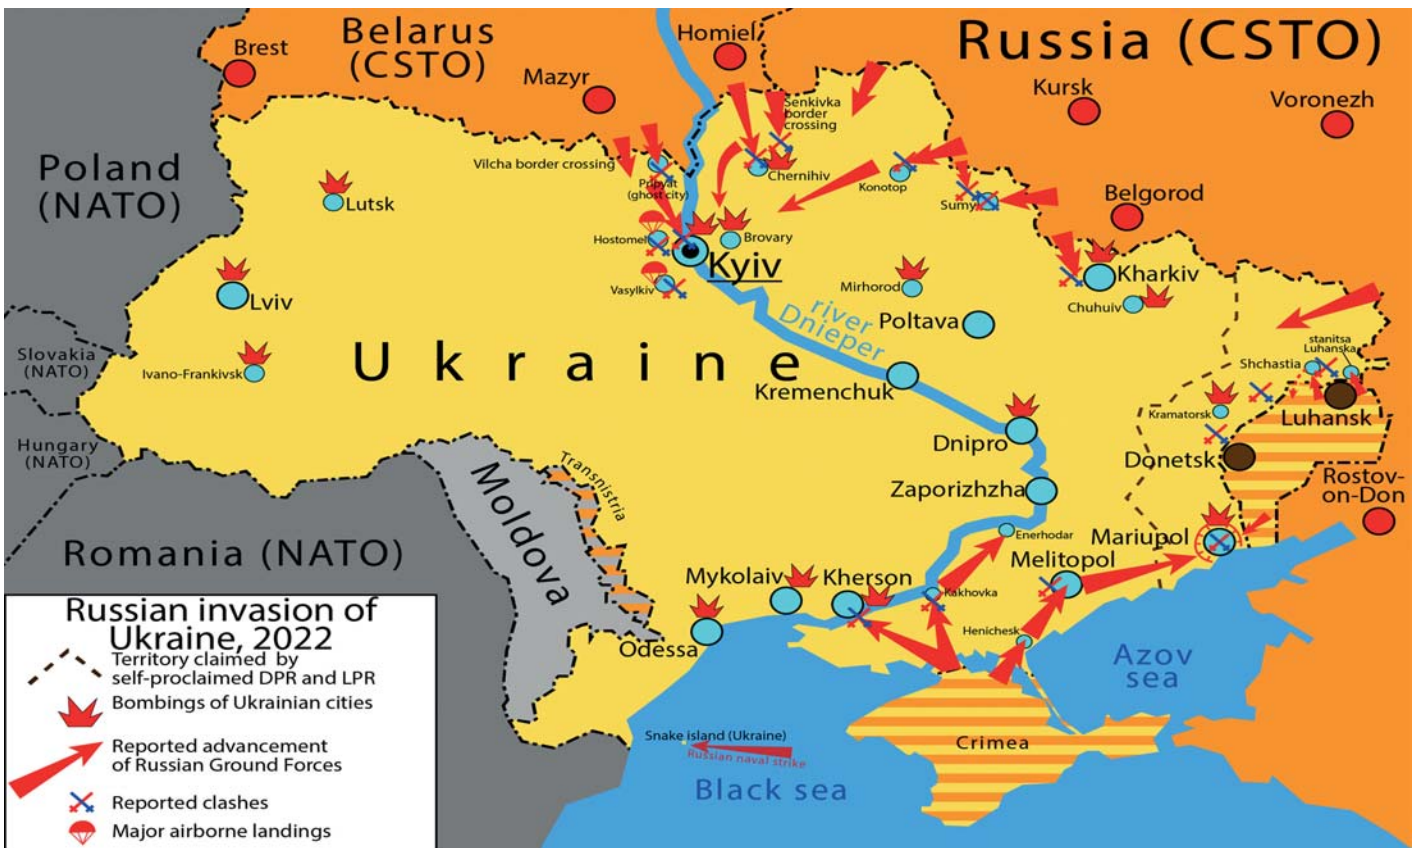 Belarus
(CSTO)
Russia (CSTO)
Brest
Homiel
Mazyr
Kursk
Voronezh
Senkivka
border
crossing
Poland
(NATO)
Vilcha border crossing
Chernihiv
Konotop
Pripyat
(ghost city)
Belgorod
Lutsk
Sumy
Hostomel
Brovary
Kyiv
Kharkiv
Vasylkiv
Mirhorod
Chuhuiv
Lviv
river
Dnieper
Poltava
Slovakia
(NATO)
Ukraine
stanitsa
Luhanska
Shchastia
Ivano-Frankivsk
Kremenchuk
Kramatorsk
Luhansk
Hungary
(NATO)
Dnipro
Donetsk
Transnistria
Moldova
Zaporizhzha
Rostov-
on-Don
Enerhodar
Mariupol
Romania (NATO)
Melitopol
Mykolaiv
Kherson
Kakhovka
Henichesk
Odessa
Azov
sea
Snake island (Ukraine)
Russian naval strike
Crimea
Black sea
Russian invasion of
Ukraine, 2022
Territory claimed by
self-proclaimed DPR and LPR
Bombings of Ukrainian cities
Reported advancement
of Russian Ground Forces
Reported clashes
Major airborne landings